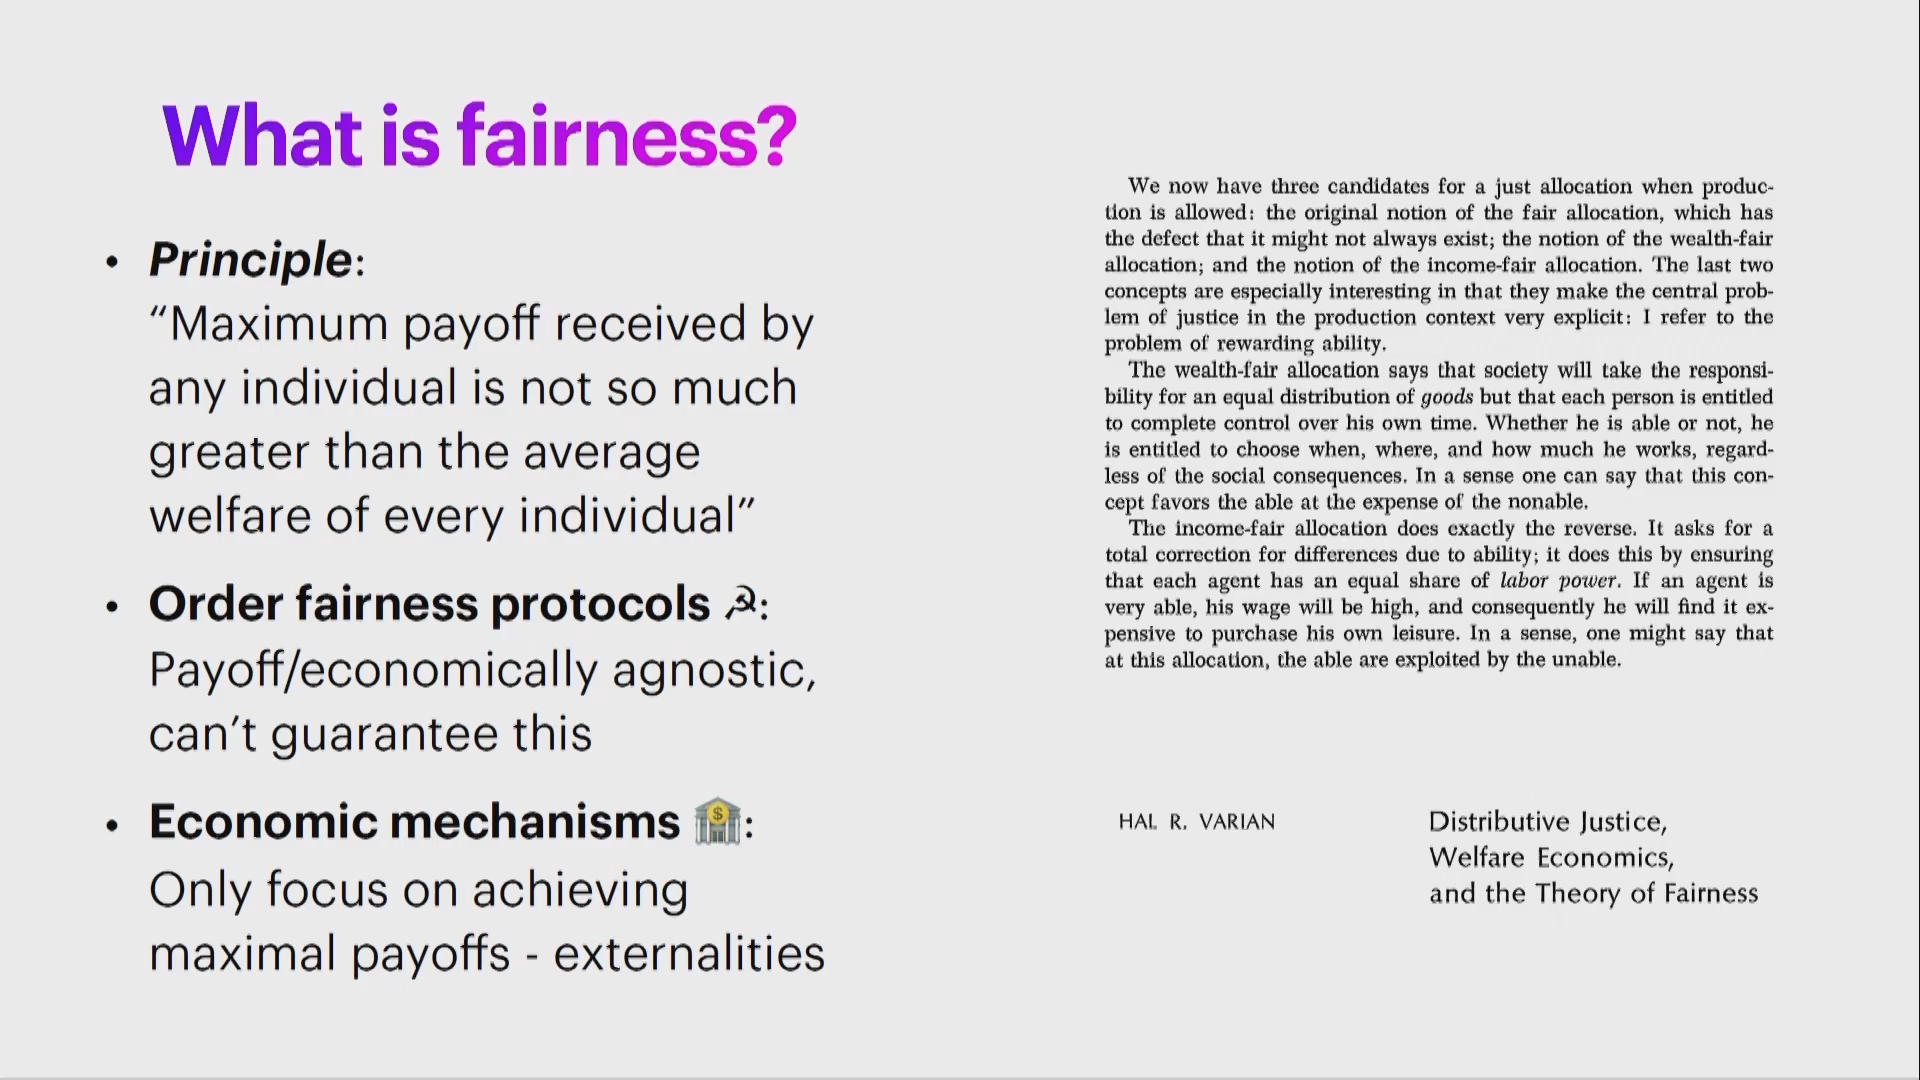 What is fairness?
• Principle:
“Maximum payoff received by
any individual is not so much
greater than the average
welfare of every individual”
• Order fairness protocols ☭:
Payoff/economically agnostic,
can’t guarantee this
• Economic mechanisms 🏦:
Only focus on achieving
maximal payoffs - externalities
We now have three candidates for a just allocation when produc-
tion is allowed: the original notion of the fair allocation, which has
the defect that it might not always exist; the notion of the wealth-fair
allocation; and the notion of the income-fair allocation. The last two
concepts are especially interesting in that they make the central prob-
lem of justice in the production context very explicit: I refer to the
problem of rewarding ability.
The wealth-fair allocation says that society will take the responsi-
bility for an equal distribution of goods but that each person is entitled
to complete control over his own time. Whether he is able or not, he
is entitled to choose when, where, and how much he works, regard-
less of the social consequences. In a sense one can say that this con-
cept favors the able at the expense of the nonable.
The income-fair allocation does exactly the reverse. It asks for a
total correction for differences due to ability; it does this by ensuring
that each agent has an equal share of labor power. If an agent is
very able, his wage will be high, and consequently he will find it ex-
pensive to purchase his own leisure. In a sense, one might say that
at this allocation, the able are exploited by the unable.
HAL R. VARIAN
Distributive Justice,
Welfare Economics,
and the Theory of Fairness